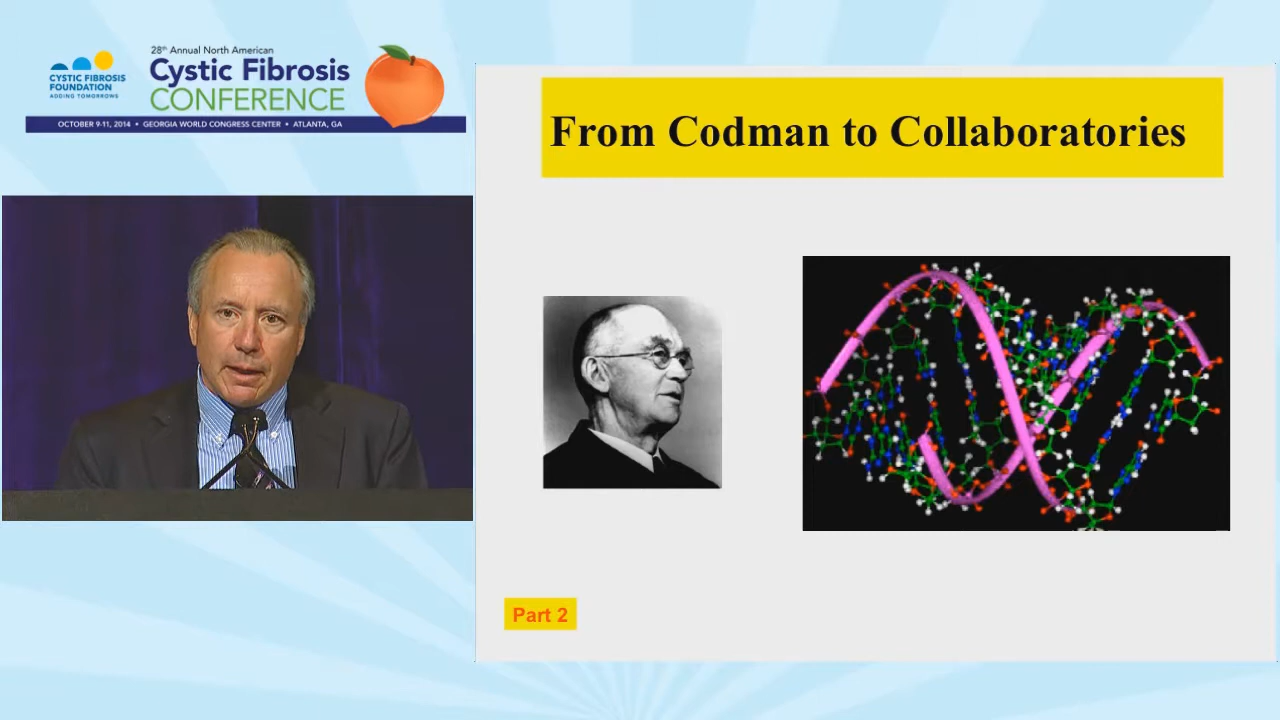 CYSTIC FIBROSIS
FOUNDATION
ADDING TOMORROWS
28th Annual North American
Cystic Fibrosis
CONFERENCE
OCTOBER 9-11, 2014 • GEORGIA WORLD CONGRESS CENTER • ATLANTA, GA
From Codman to Collaboratories
Part 2